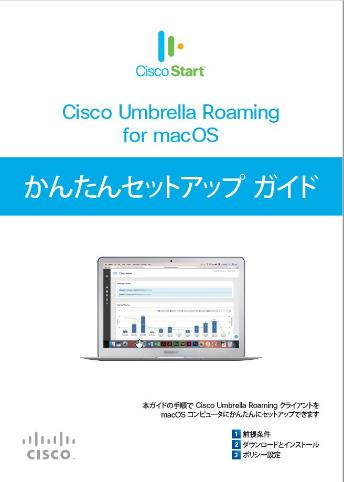 Cisco Start
Cisco Umbrella Roaming
for macOS
かんたんセットアップ ガイド
本ガイドの手順で Cisco Umbrella Roaming クライアントを
macOS コンピュータにかんたんにセットアップできます
1 前提条件
2 ダウンロードとインストール
3 ポリシー設定
CISCO